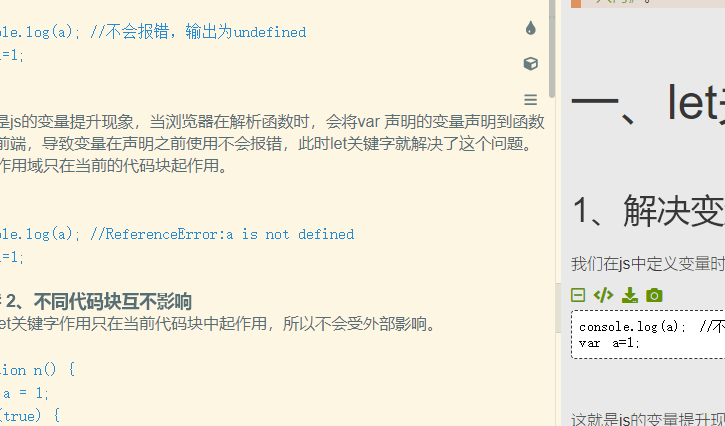 le.log(a); //不会报错，输出为undefined
a=1;
是js的变量提升现象，当浏览器在解析函数时，会将var 声明的变量声明到函数
前端，导致变量在声明之前使用不会报错，此时let关键字就解决了这个问题。
作用域只在当前的代码块起作用。
le.log(a); //ReferenceError:a is not defined
=1;
2、不同代码块互不影响
et关键字作用只在当前代码块中起作用，所以不会受外部影响。
tion n() {
a = 1;
(true) {
一、let
1、解决变
我们在js中定义变量时
console.log(a); //不
var a=1;
这就是js的变量提升现